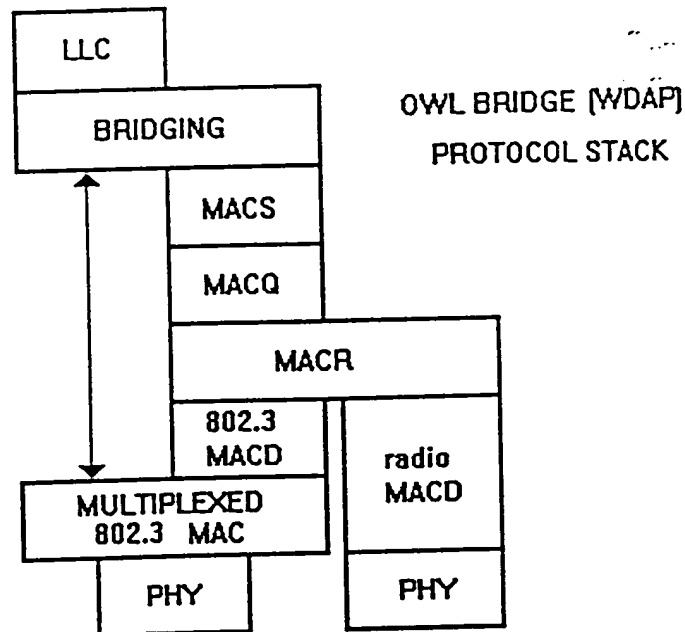 LLC
BRIDGING
OWL BRIDGE (WDAP)
PROTOCOL STACK
MACS
MACQ
MACR
802.3
MACD
radio
MACD
MULTIPLEXED
802.3 MAC
PHY
PHY